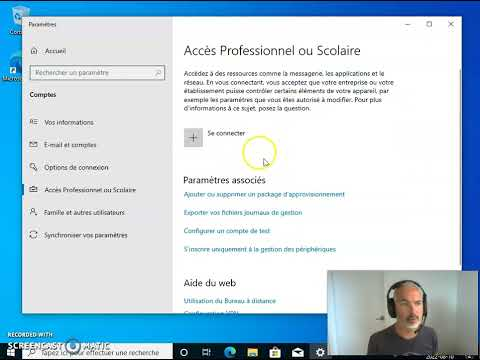 Paramètres
Accueil
Rechercher un paramètre
Comptes
Vos informations
E-mail et comptes
Options de connexion
Accès Professionnel ou Scolaire
Famille et autres utilisateurs
Synchroniser vos paramètres
Accès Professionnel ou Scolaire
Accédez à des ressources comme la messagerie, les applications et le
réseau. En vous connectant, vous acceptez que votre entreprise ou votre
établissement puisse contrôler certains éléments de votre appareil, par
exemple les paramètres que vous êtes autorisé à modifier. Pour plus
d'informations à ce sujet, posez la question.
Se connecter
Paramètres associés
Ajouter ou supprimer un package d'approvisionnement
Exporter vos fichiers journaux de gestion
Configurer un compte de test
S'inscrire uniquement à la gestion des périphériques
Aide du web
Utilisation du Bureau à distance
Configuration VPN
RECORDED WITH
SCREENCAST MATIC
Tapez ici pour effectuer une recherche